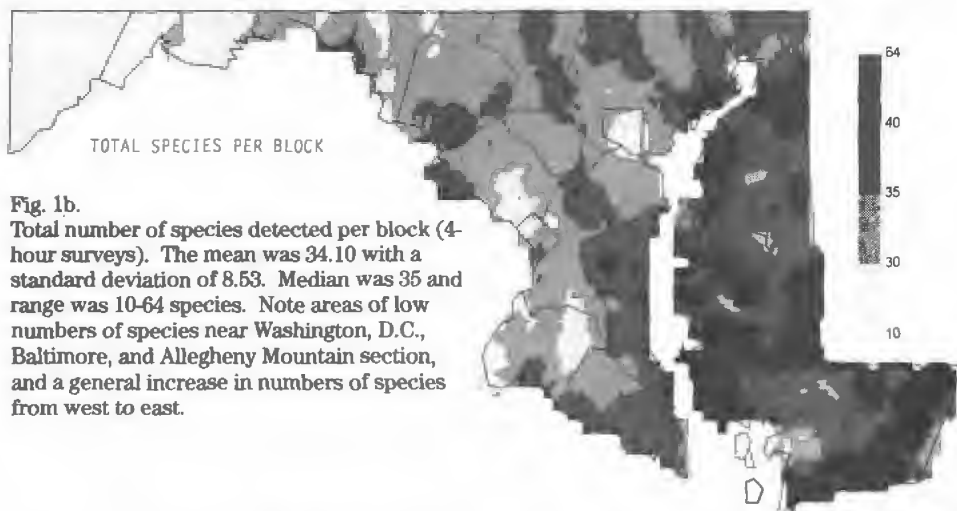 64
40
35
30
10
TOTAL SPECIES PER BLOCK
Fig. 1b.
Total number of species detected per block (4-
hour surveys). The mean was 34.10 with a
standard deviation of 8.53. Median was 35 and
range was 10-64 species. Note areas of low
numbers of species near Washington, D.C.,
Baltimore, and Allegheny Mountain section,
and a general increase in numbers of species
from west to east.